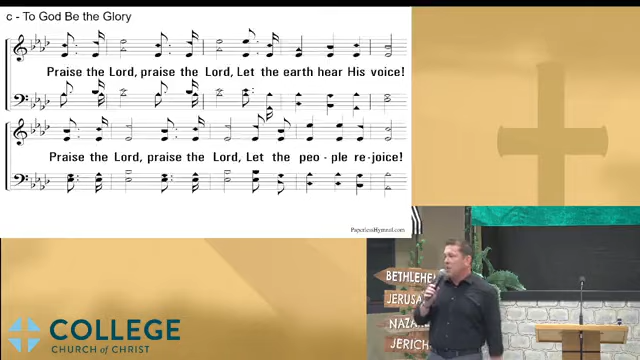 c - To God Be the Glory
Praise the Lord, praise the Lord, Let the earth hear His voice!
Praise the Lord, praise the Lord, Let the peo - ple re-joice!
PaperlessHymnal.com
BETHLEHEM
JERUSA
NAZAR
JERICH
COLLEGE
CHURCH of CHRIST